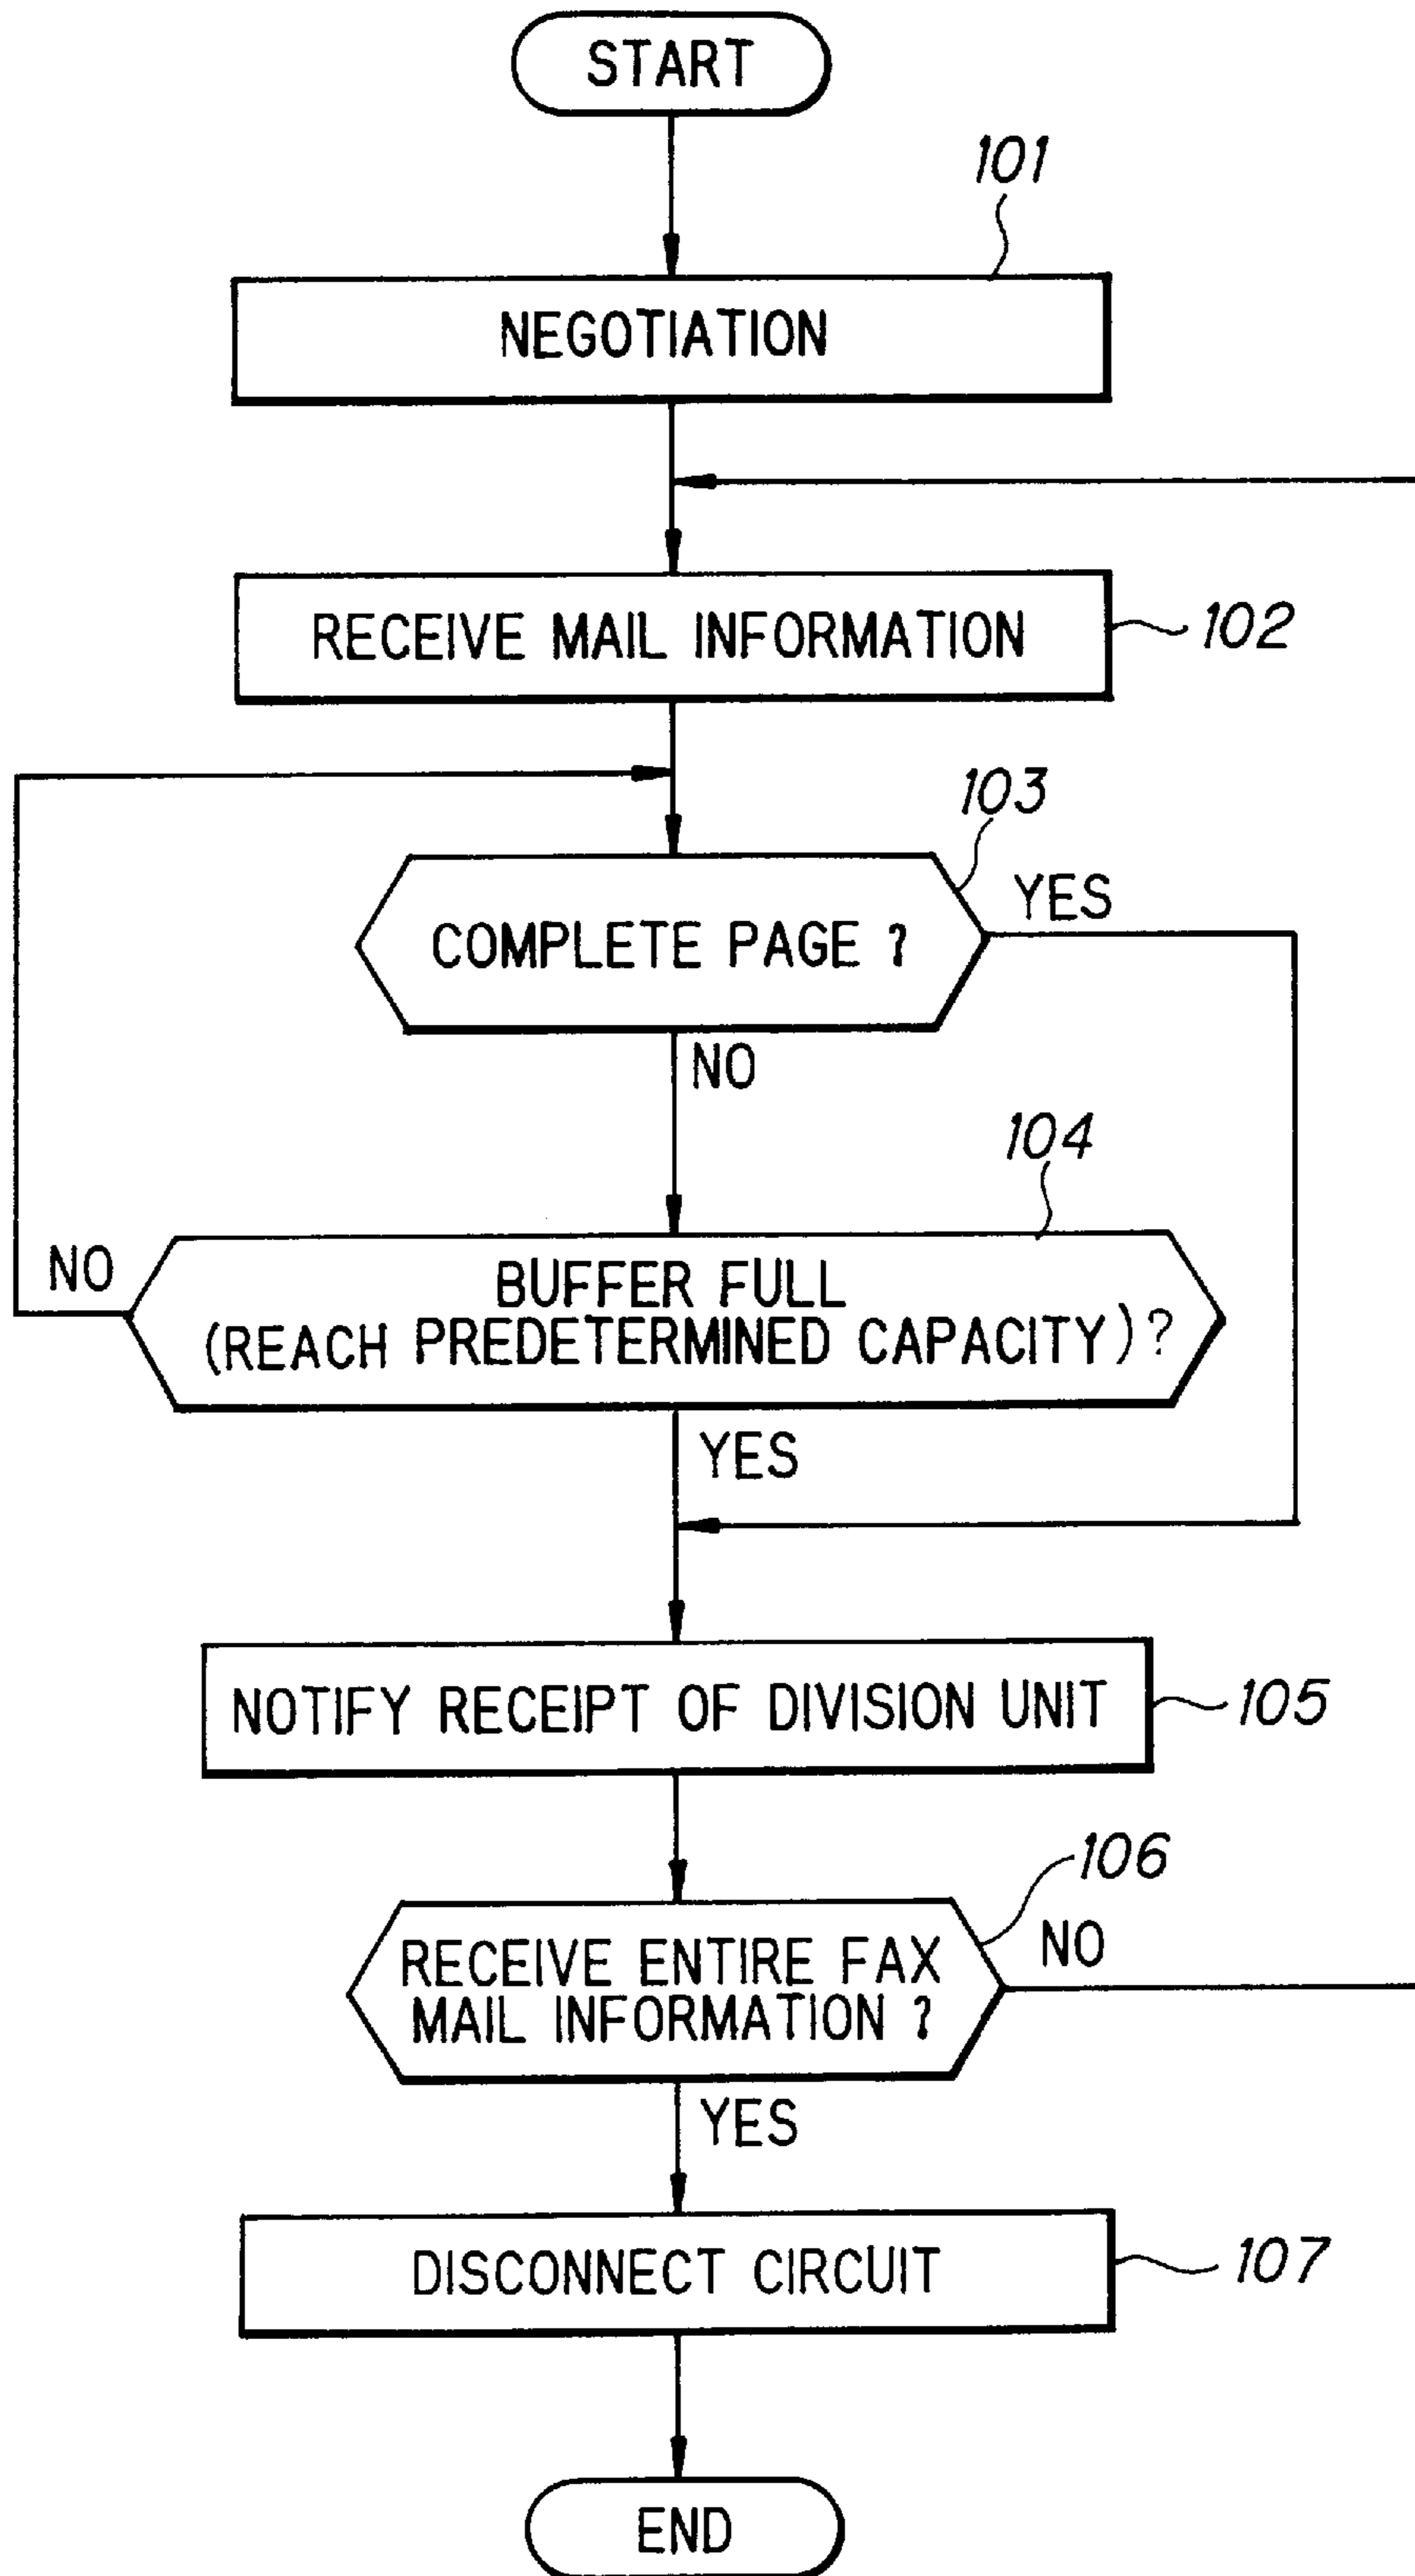 START
101
NEGOTIATION
RECEIVE MAIL INFORMATION
102
103
COMPLETE PAGE ?
YES
NO
104
NO
BUFFER FULL
(REACH PREDETERMINED CAPACITY)?
YES
NOTIFY RECEIPT OF DIVISION UNIT
105
106
RECEIVE ENTIRE FAX
MAIL INFORMATION ?
NO
YES
DISCONNECT CIRCUIT
107
END